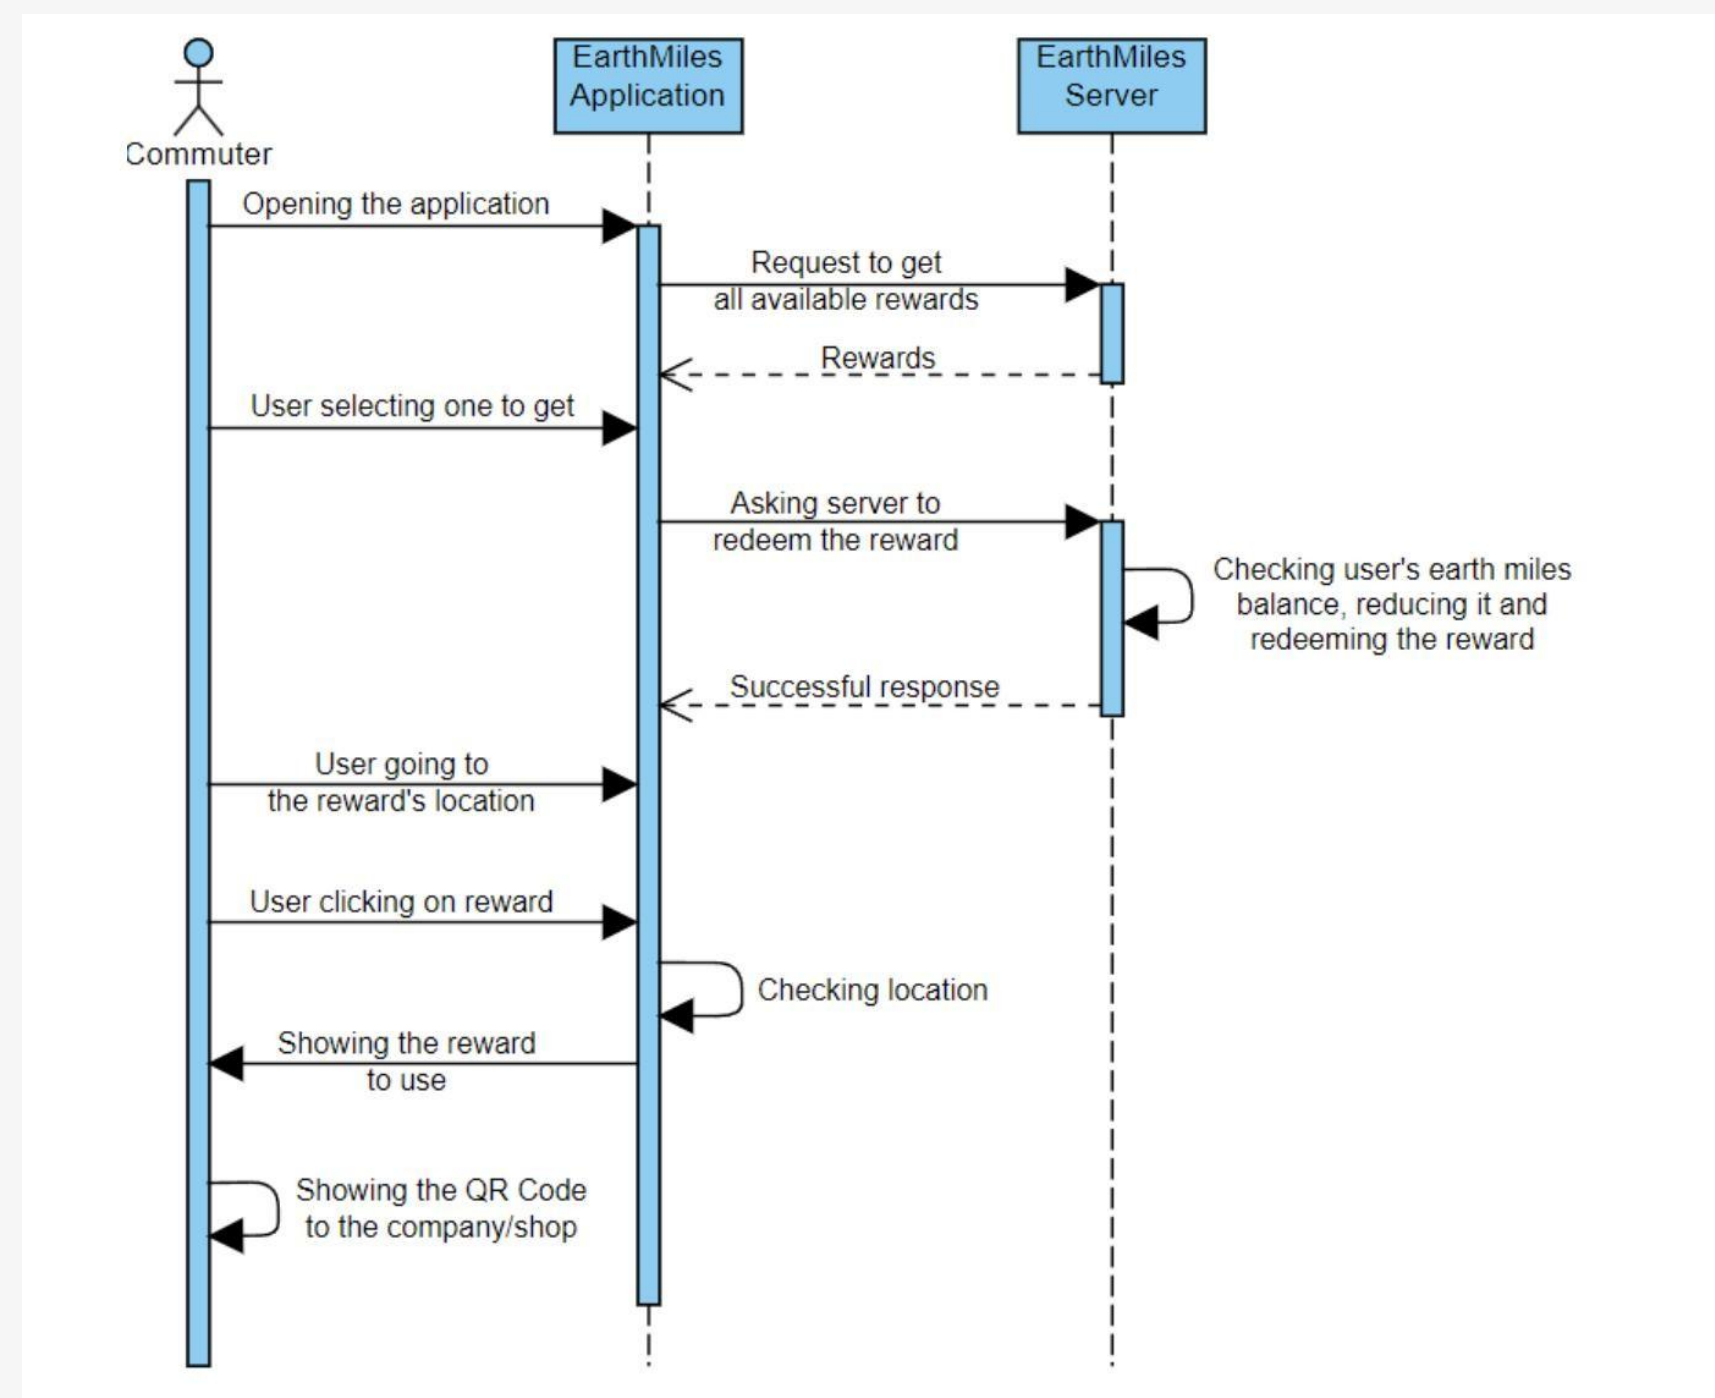 EarthMiles
Application
EarthMiles
Server
Commuter
Opening the application
Request to get
all available rewards
Rewards
User selecting one to get
Asking server to
redeem the reward
Checking user's earth miles
balance, reducing it and
redeeming the reward
Successful response
User going to
the reward's location
User clicking on reward
Checking location
Showing the reward
to use
Showing the QR Code
to the company/shop